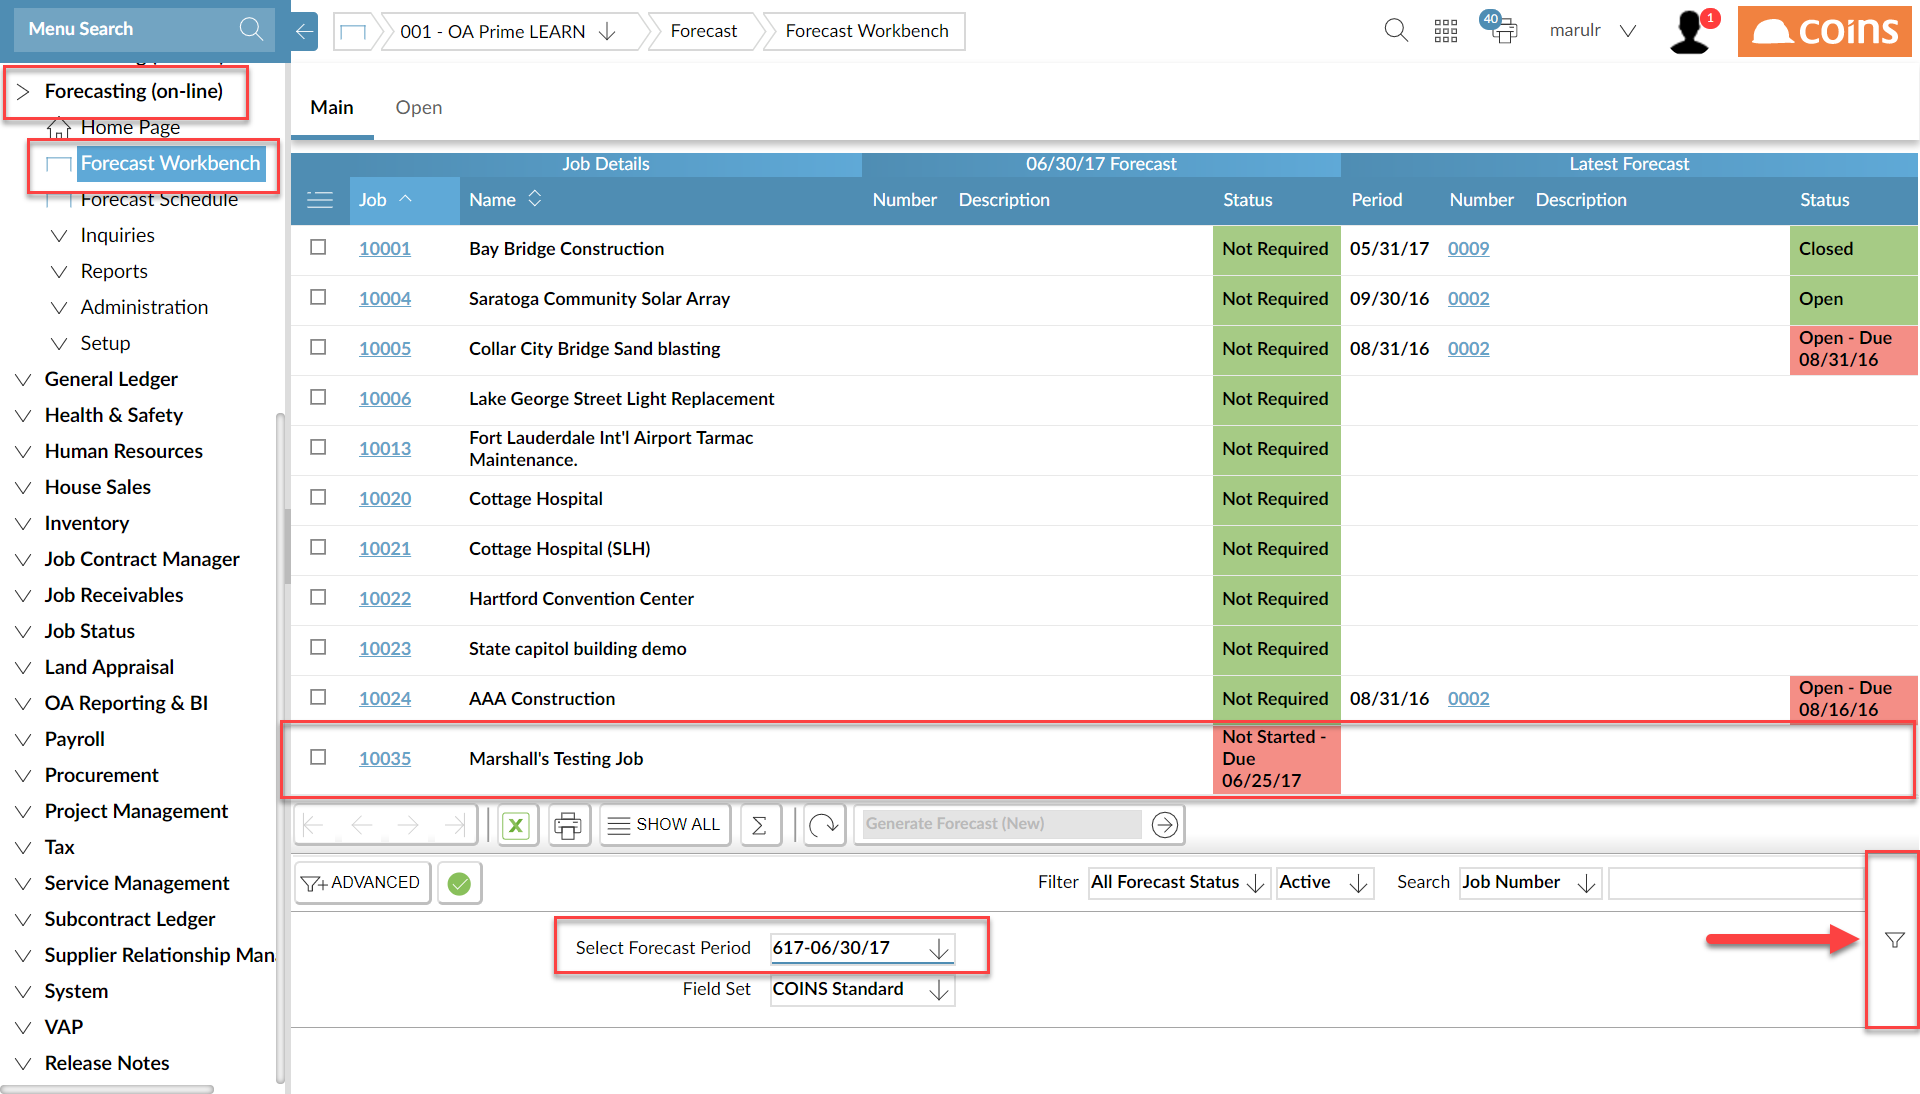 Menu Search
001 - OA Prime LEARN
Forecast
Forecast Workbench
40
marulr
1
coins
Forecasting (on-line)
Home Page
Forecast Workbench
Forecast Schedule
Inquiries
Reports
Administration
Setup
General Ledger
Health & Safety
Human Resources
House Sales
Inventory
Job Contract Manager
Job Receivables
Job Status
Land Appraisal
OA Reporting & BI
Payroll
Procurement
Project Management
Tax
Service Management
Subcontract Ledger
Supplier Relationship Man
System
VAP
Release Notes
Main Open
Job Details 06/30/17 Forecast Latest Forecast
Job Name Number Description Status Period Number Description Status
10001 Bay Bridge Construction Not Required 05/31/17 0009 Closed
10004 Saratoga Community Solar Array Not Required 09/30/16 0002 Open
10005 Collar City Bridge Sand blasting Not Required 08/31/16 0002 Open - Due
08/31/16
10006 Lake George Street Light Replacement Not Required
10013 Fort Lauderdale Int'l Airport Tarmac
Maintenance. Not Required
10020 Cottage Hospital Not Required
10021 Cottage Hospital (SLH) Not Required
10022 Hartford Convention Center Not Required
10023 State capitol building demo Not Required
10024 AAA Construction Not Required 08/31/16 0002 Open - Due
08/16/16
10035 Marshall's Testing Job Not Started -
Due
06/25/17
X SHOW ALL Σ Generate Forecast (New)
ADVANCED Filter All Forecast Status Active Search Job Number
Select Forecast Period 617-06/30/17
Field Set COINS Standard